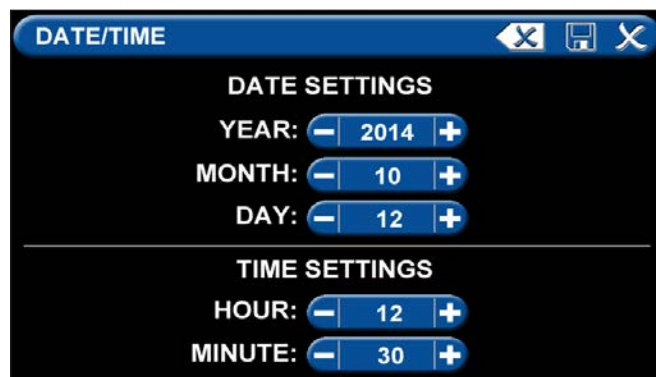 DATE/TIME
DATE SETTINGS
YEAR: 2014
MONTH: 10
DAY: 12
TIME SETTINGS
HOUR: 12
MINUTE: 30